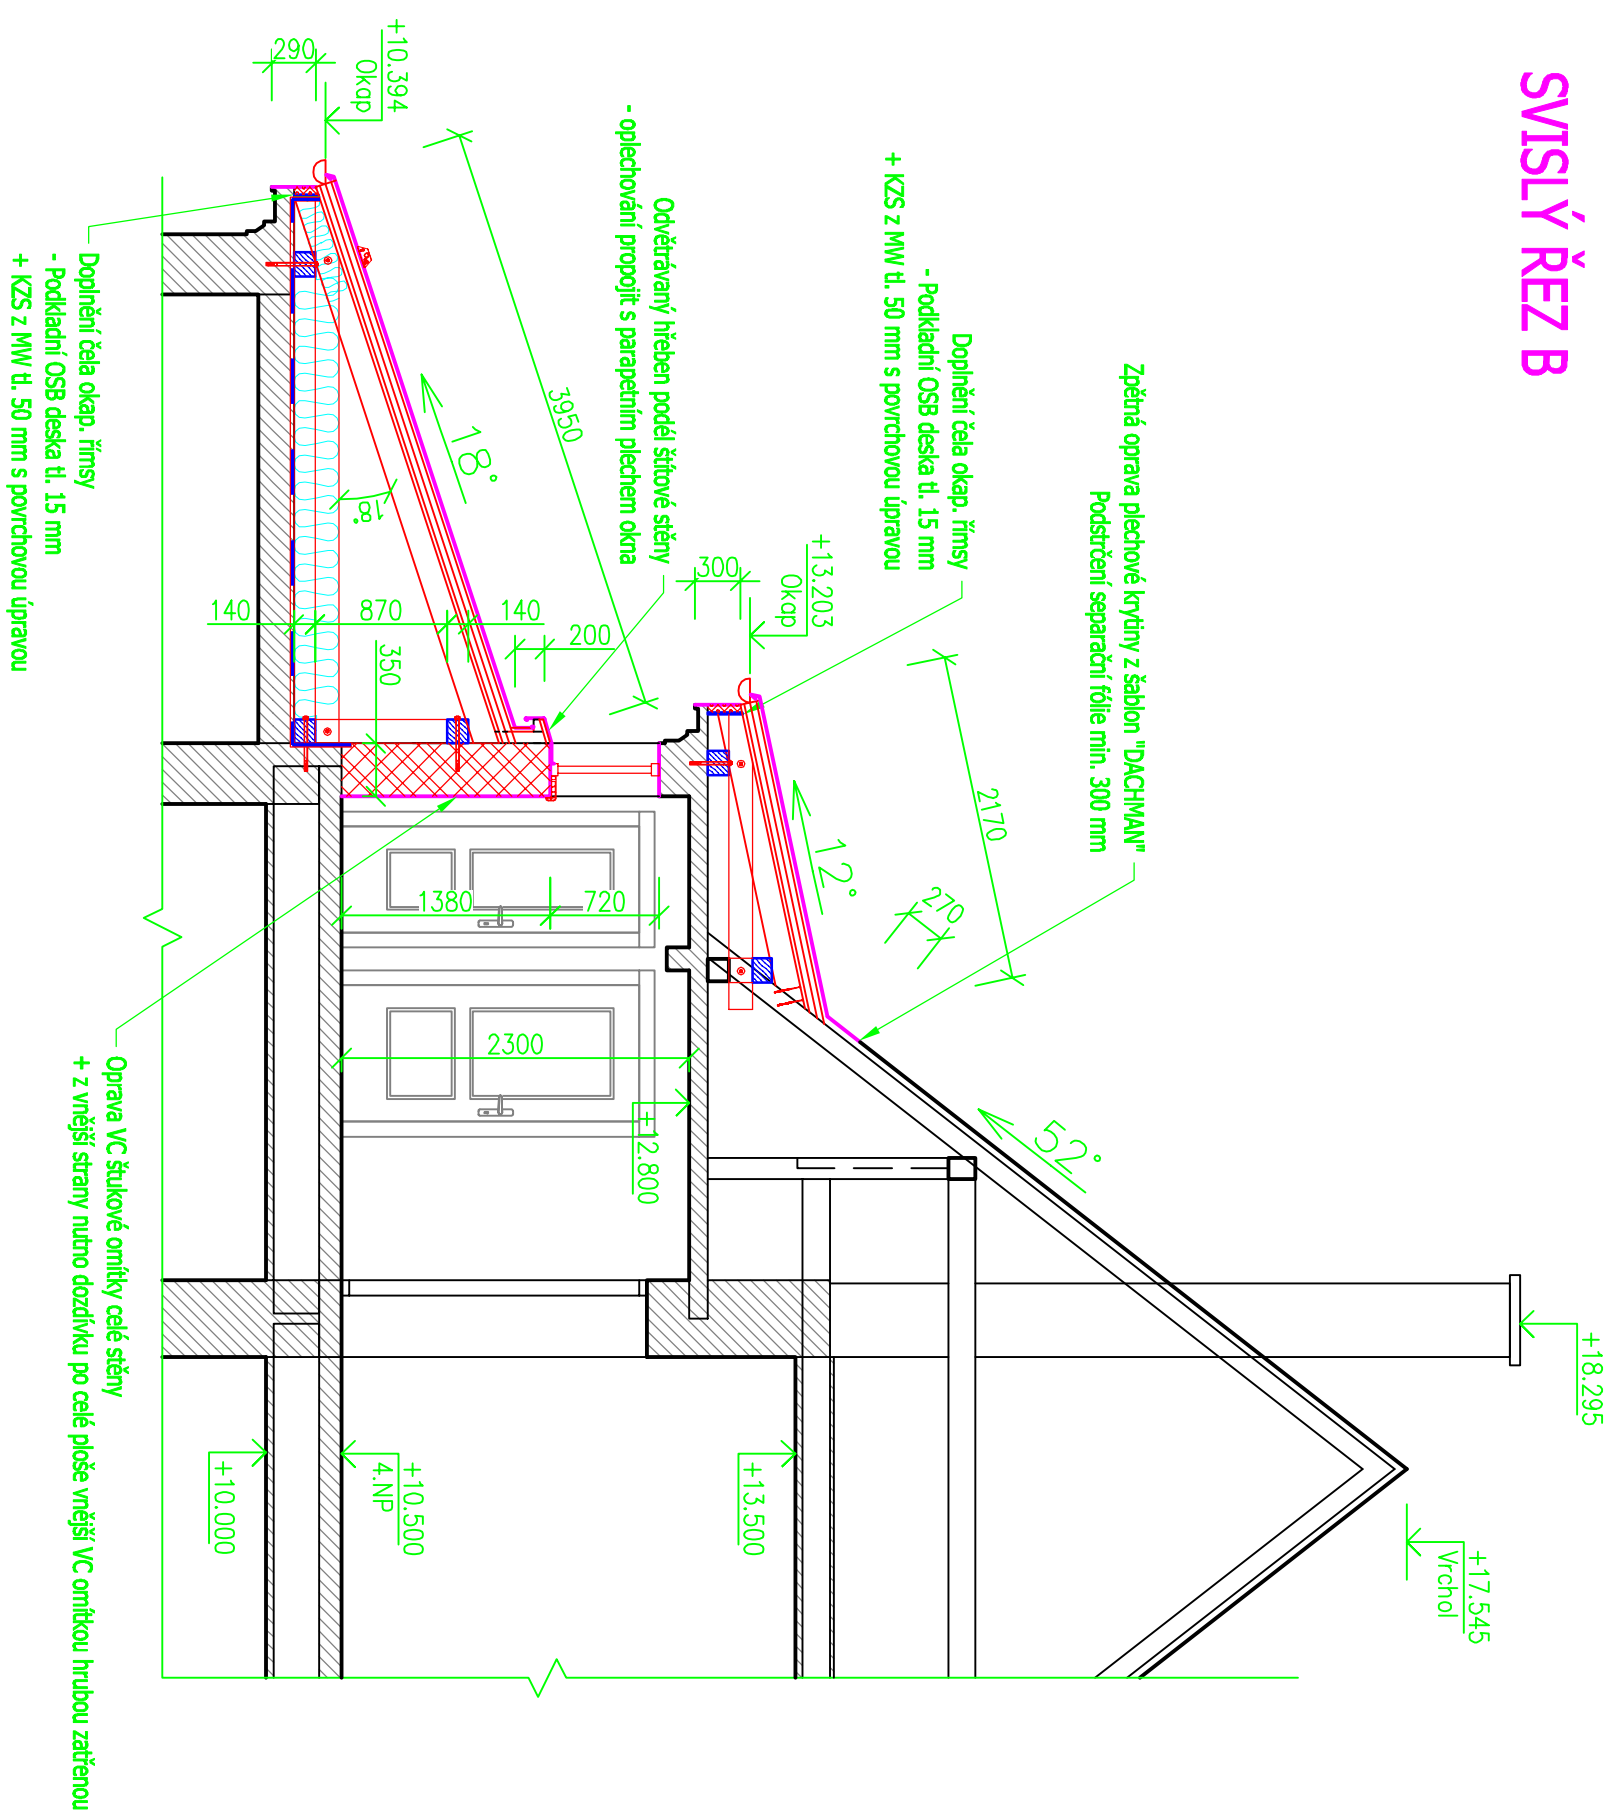 SVISLÝ ŘEZ B
+18.295
+17.545
Vrchol
Zpětná oprava plechové krytiny z šablon "DACHMAN"
Podstrčení separační fólie min. 300 mm
52°
2170
270
12°
Doplnění čela okap. římsy
- Podkladní OSB deska tl. 15 mm
+ KZS z MW tl. 50 mm s povrchovou úpravou
+13.203
Okap
300
+13.500
+12.800
Odvětrávaný hřeben podél štítové stěny
- oplechování propojit s parapetním plechem okna
3950
18°
18°
200
140
870
140
350
720
1380
2300
+10.394
Okap
290
+10.500
4.NP
+10.000
Doplnění čela okap. římsy
- Podkladní OSB deska tl. 15 mm
+ KZS z MW tl. 50 mm s povrchovou úpravou
Oprava VC štukové omítky celé stěny
+ z vnější strany nutno dozdívku po celé ploše vnější VC omítkou hrubou zatřenou